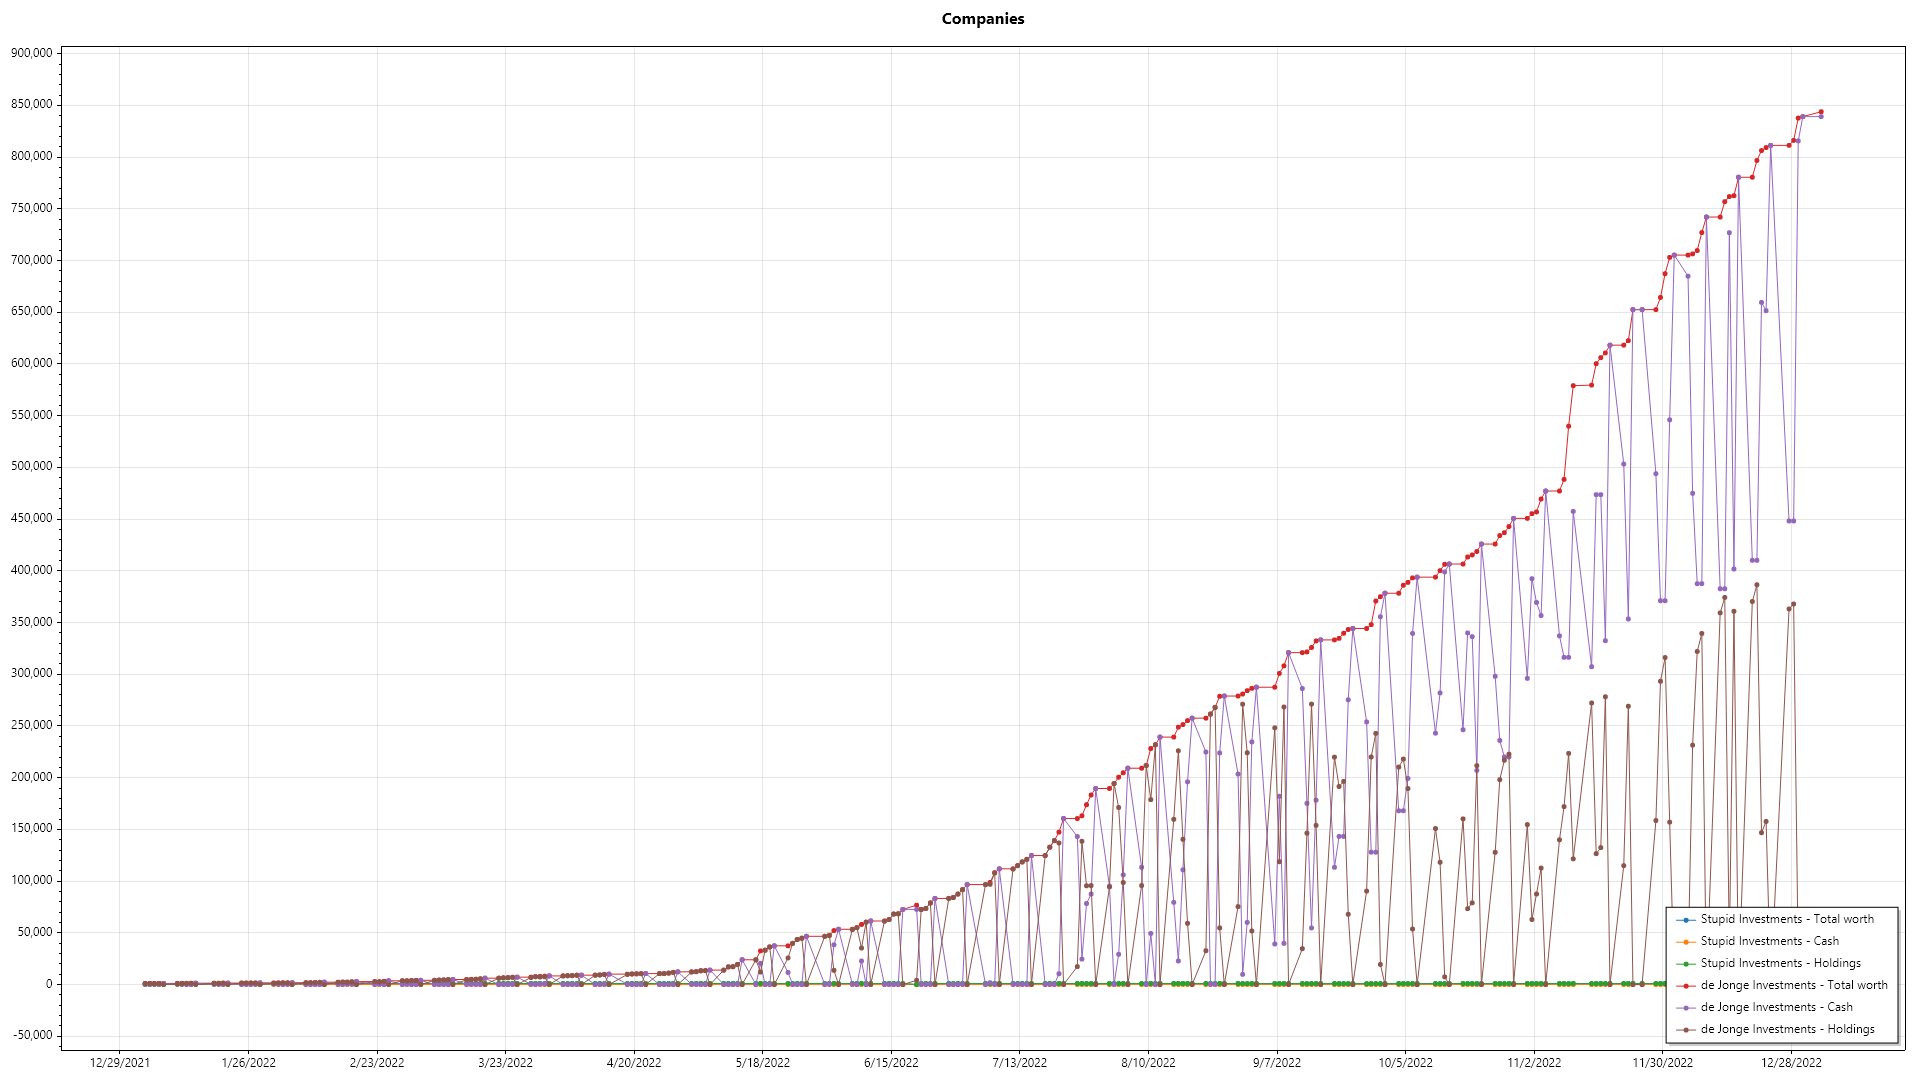 Companies
900,000
850,000
800,000
750,000
700,000
650,000
600,000
550,000
500,000
450,000
400,000
350,000
300,000
250,000
200,000
150,000
100,000
50,000
0
-50,000
12/29/2021 1/26/2022 2/23/2022 3/23/2022 4/20/2022 5/18/2022 6/15/2022 7/13/2022 8/10/2022 9/7/2022 10/5/2022 11/2/2022 11/30/2022 12/28/2022
Stupid Investments - Total worth
Stupid Investments - Cash
Stupid Investments - Holdings
de Jonge Investments - Total worth
de Jonge Investments - Cash
de Jonge Investments - Holdings